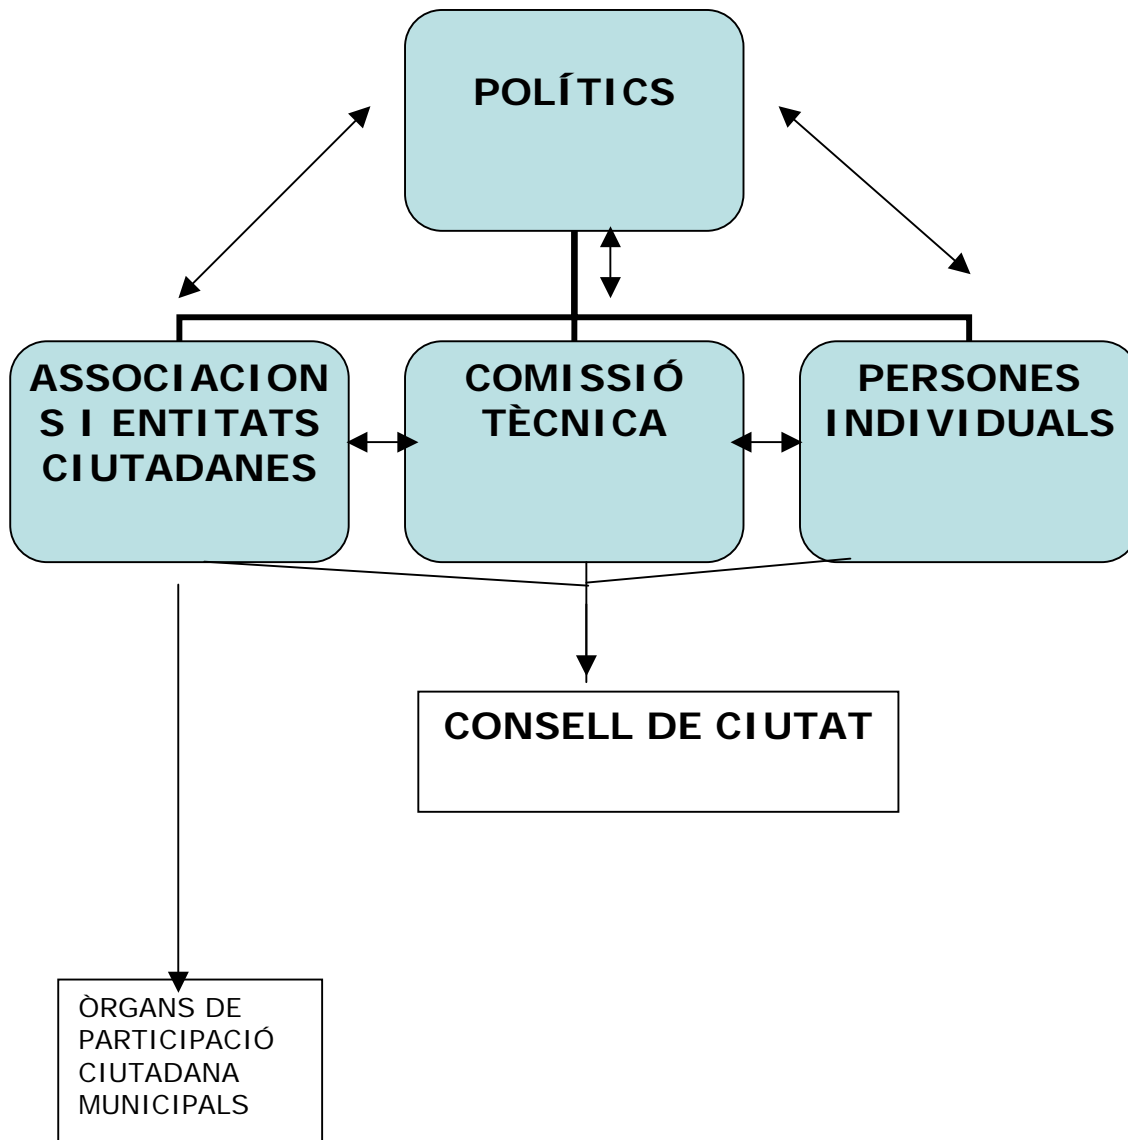 POLÍTICS
ASSOCIACION
S I ENTITATS
CIUTADANES
COMISSIÓ
TÈCNICA
PERSONES
INDIVIDUALS
CONSELL DE CIUTAT
ÒRGANS DE
PARTICIPACIÓ
CIUTADANA
MUNICIPALS